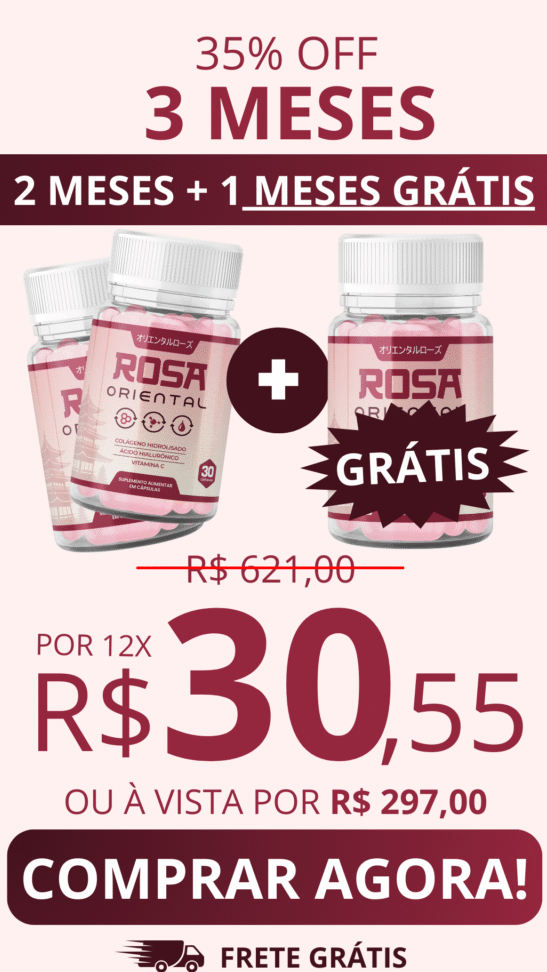 35% OFF
3 MESES
2 MESES + 1 MESES GRÁTIS
オリエンタルローズ
ROSA
ORIENTAL
COLÁGENO HIDROLISADO
ÁCIDO HIALURÔNICO
VITAMINA C
SUPLEMENTO ALIMENTAR
EM CÁPSULAS
30
+
オリエンタルローズ
ROSA
ORIENTAL
GRÁTIS
R$ 621,00
POR 12X
R$30,55
OU À VISTA POR R$ 297,00
COMPRAR AGORA!
FRETE GRÁTIS